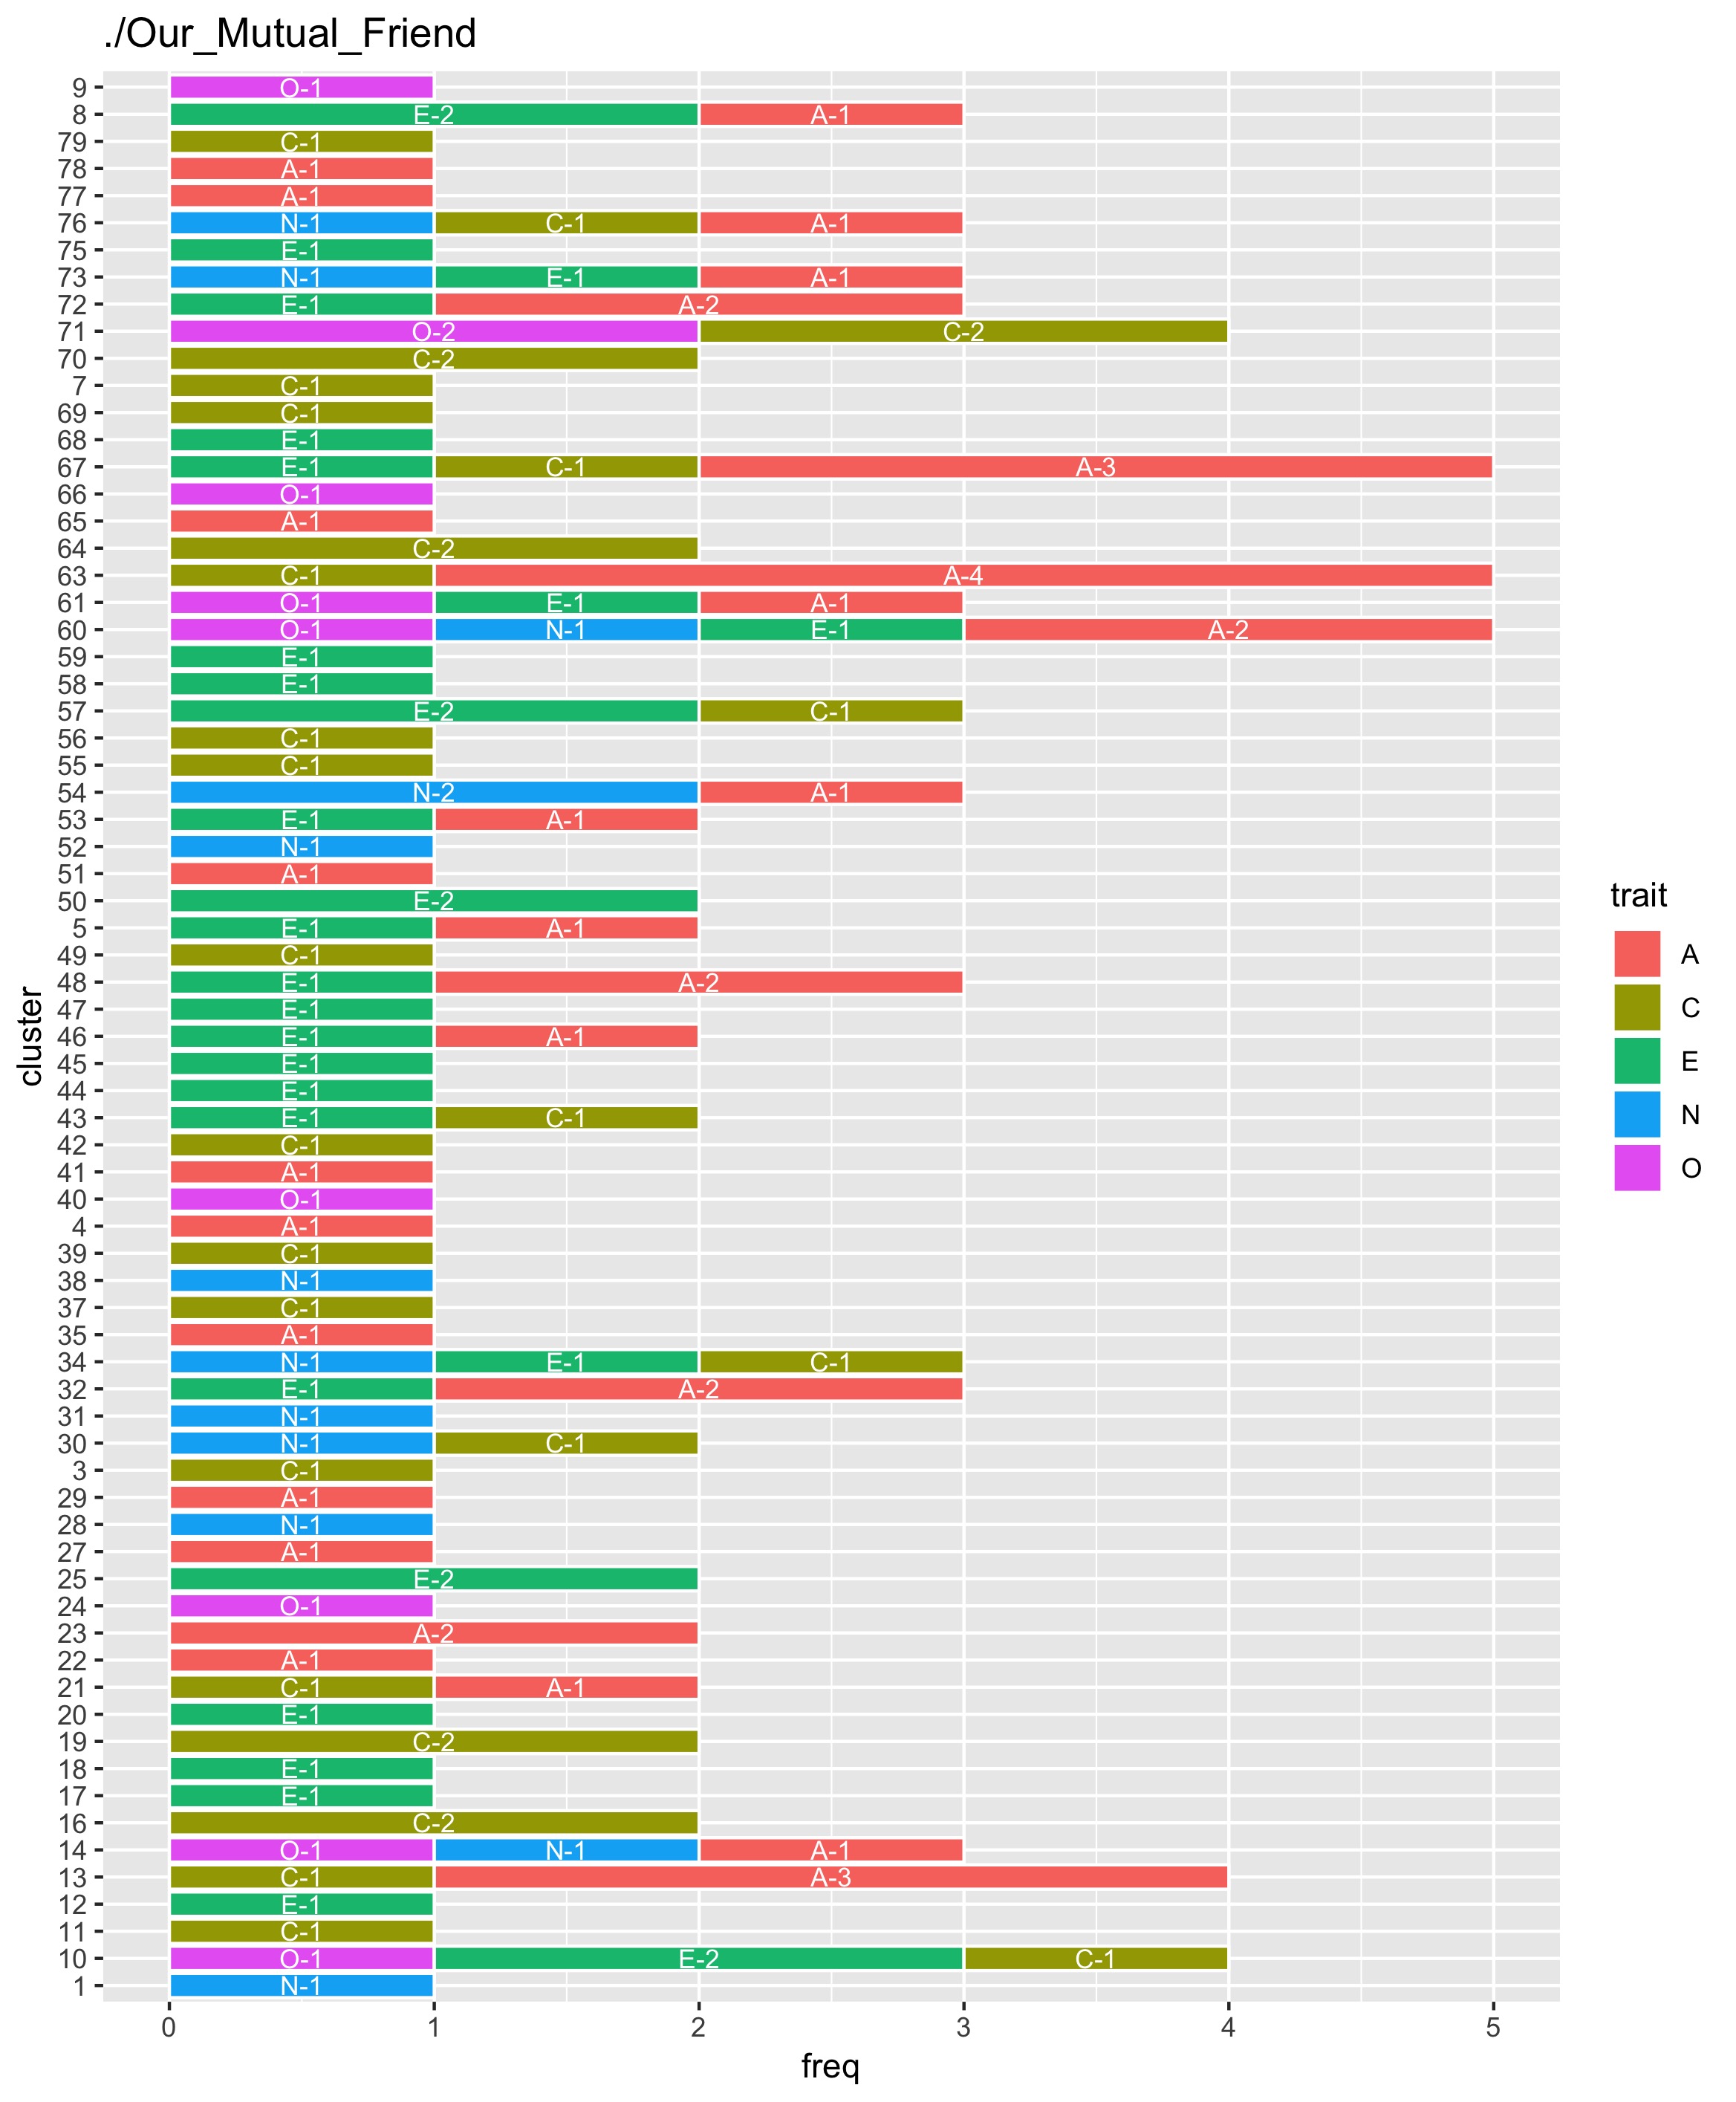 ./Our_Mutual_Friend
9 O-1
8 E-2 A-1
79 C-1
78 A-1
77 A-1
76 N-1 C-1 A-1
75 E-1
73 N-1 E-1 A-1
72 E-1 A-2
71 O-2 C-2
70 C-2
7 C-1
69 C-1
68 E-1
67 E-1 C-1 A-3
66 O-1
65 A-1
64 C-2
63 C-1 A-4
61 O-1 E-1 A-1
60 O-1 N-1 E-1 A-2
59 E-1
58 E-1
57 E-2 C-1
56 C-1
55 C-1
54 N-2 A-1
53 E-1 A-1
52 N-1
51 A-1
50 E-2
5 E-1 A-1
49 C-1
48 E-1 A-2
47 E-1
46 E-1 A-1
45 E-1
44 E-1
43 E-1 C-1
42 C-1
41 A-1
40 O-1
4 A-1
39 C-1
38 N-1
37 C-1
35 A-1
34 N-1 E-1 C-1
32 E-1 A-2
31 N-1
30 N-1 C-1
3 C-1
29 A-1
28 N-1
27 A-1
25 E-2
24 O-1
23 A-2
22 A-1
21 C-1 A-1
20 E-1
19 C-2
18 E-1
17 E-1
16 C-2
14 O-1 N-1 A-1
13 C-1 A-3
12 E-1
11 C-1
10 O-1 E-2 C-1
1 N-1
0 1 2 3 4 5
freq
cluster
trait
A
C
E
N
O